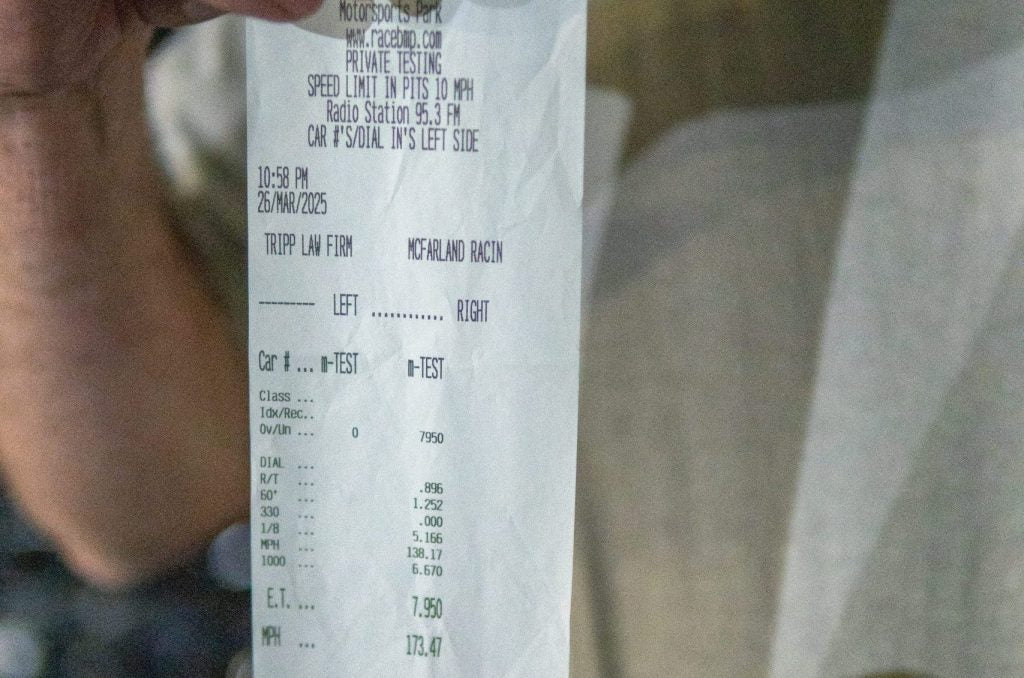 Motorsports Park
www.racebmp.com
PRIVATE TESTING
SPEED LIMIT IN PITS 10 MPH
Radio Station 95.3 FM
CAR #'S/DIAL IN'S LEFT SIDE
10:58 PM
26/MAR/2025
TRIPP LAW FIRM MCFARLAND RACIN
--------- LEFT ............ RIGHT
Car # ... m-TEST m-TEST
Class ...
Idx/Rec..
Ov/Un ... 0 7950
DIAL ...
R/T ... .896
60' ... 1.252
330 ... .000
1/8 ... 5.166
MPH ... 138.17
1000 ... 6.670
E.T. ... 7.950
MPH ... 173.47